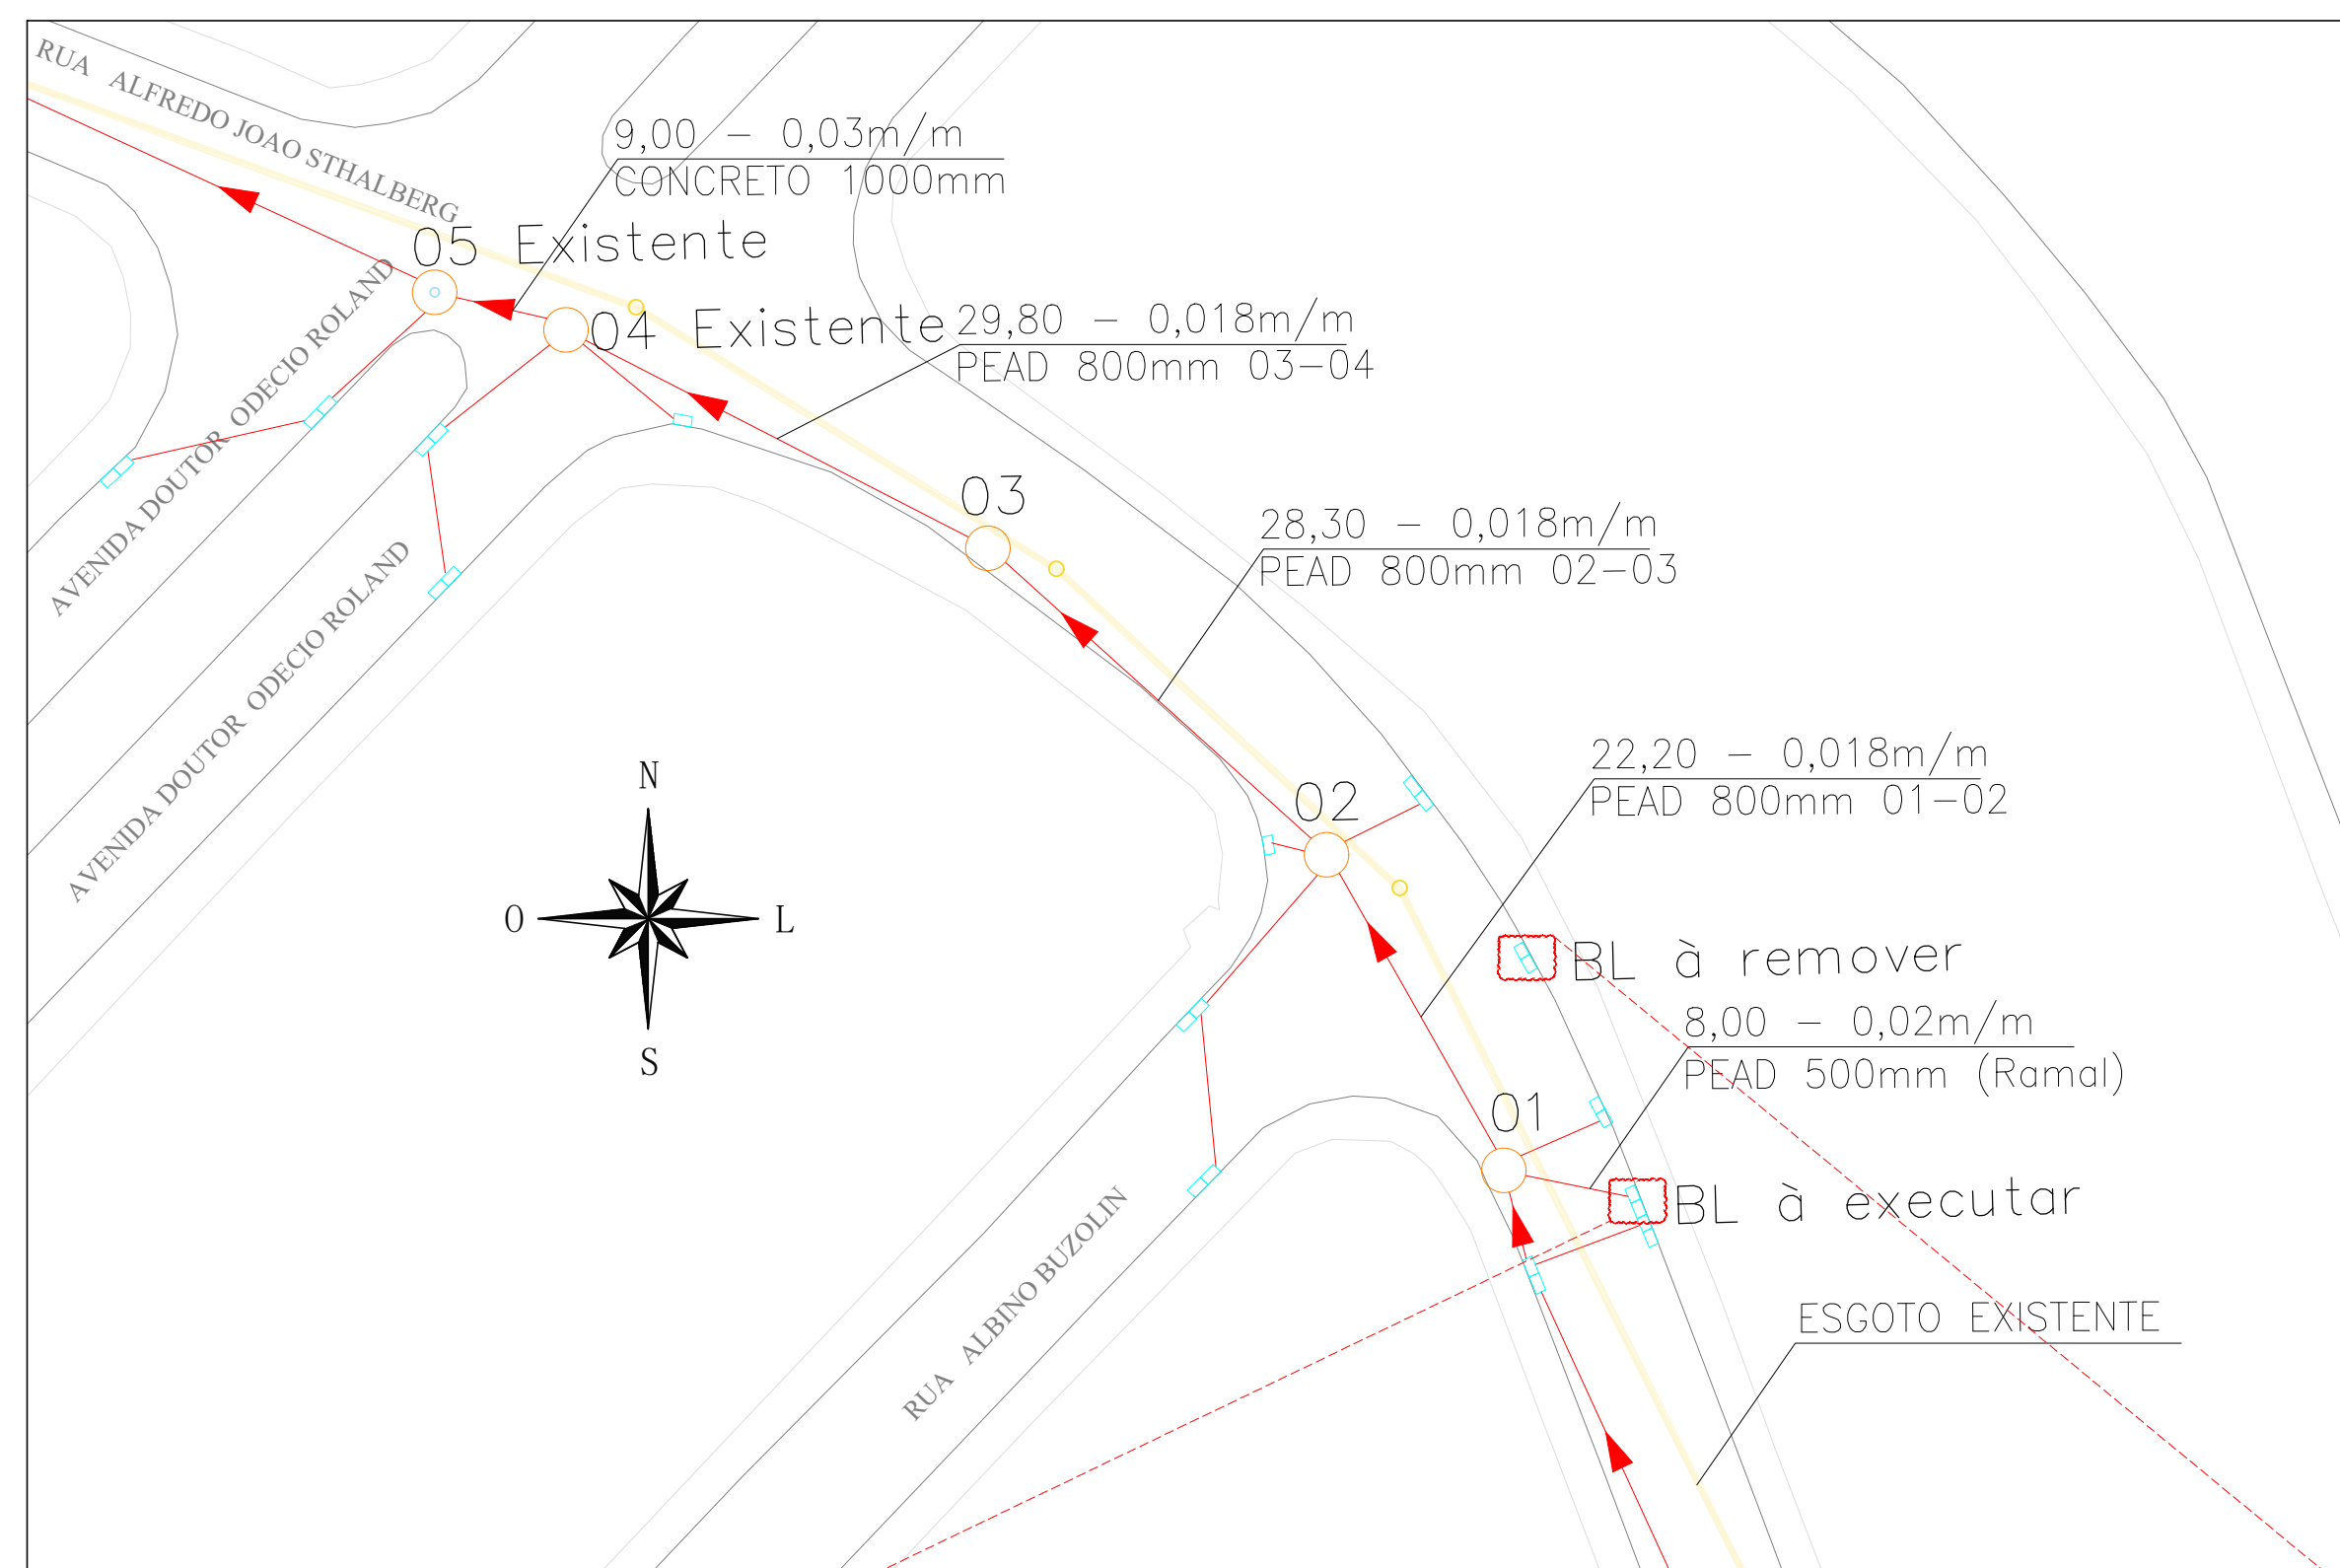 RUA ALFREDO JOAO STHALBERG
9,00 – 0,03m/m
CONCRETO 1000mm
05 Existente
04 Existente
29,80 – 0,018m/m
PEAD 800mm 03–04
AVENIDA DOUTOR ODECIO ROLAND
03
28,30 – 0,018m/m
PEAD 800mm 02–03
AVENIDA DOUTOR ODECIO ROLAND
22,20 – 0,018m/m
PEAD 800mm 01–02
02
N
O
L
S
BL à remover
8,00 – 0,02m/m
PEAD 500mm (Ramal)
01
BL à executar
RUA ALBINO BUZOLIN
ESGOTO EXISTENTE